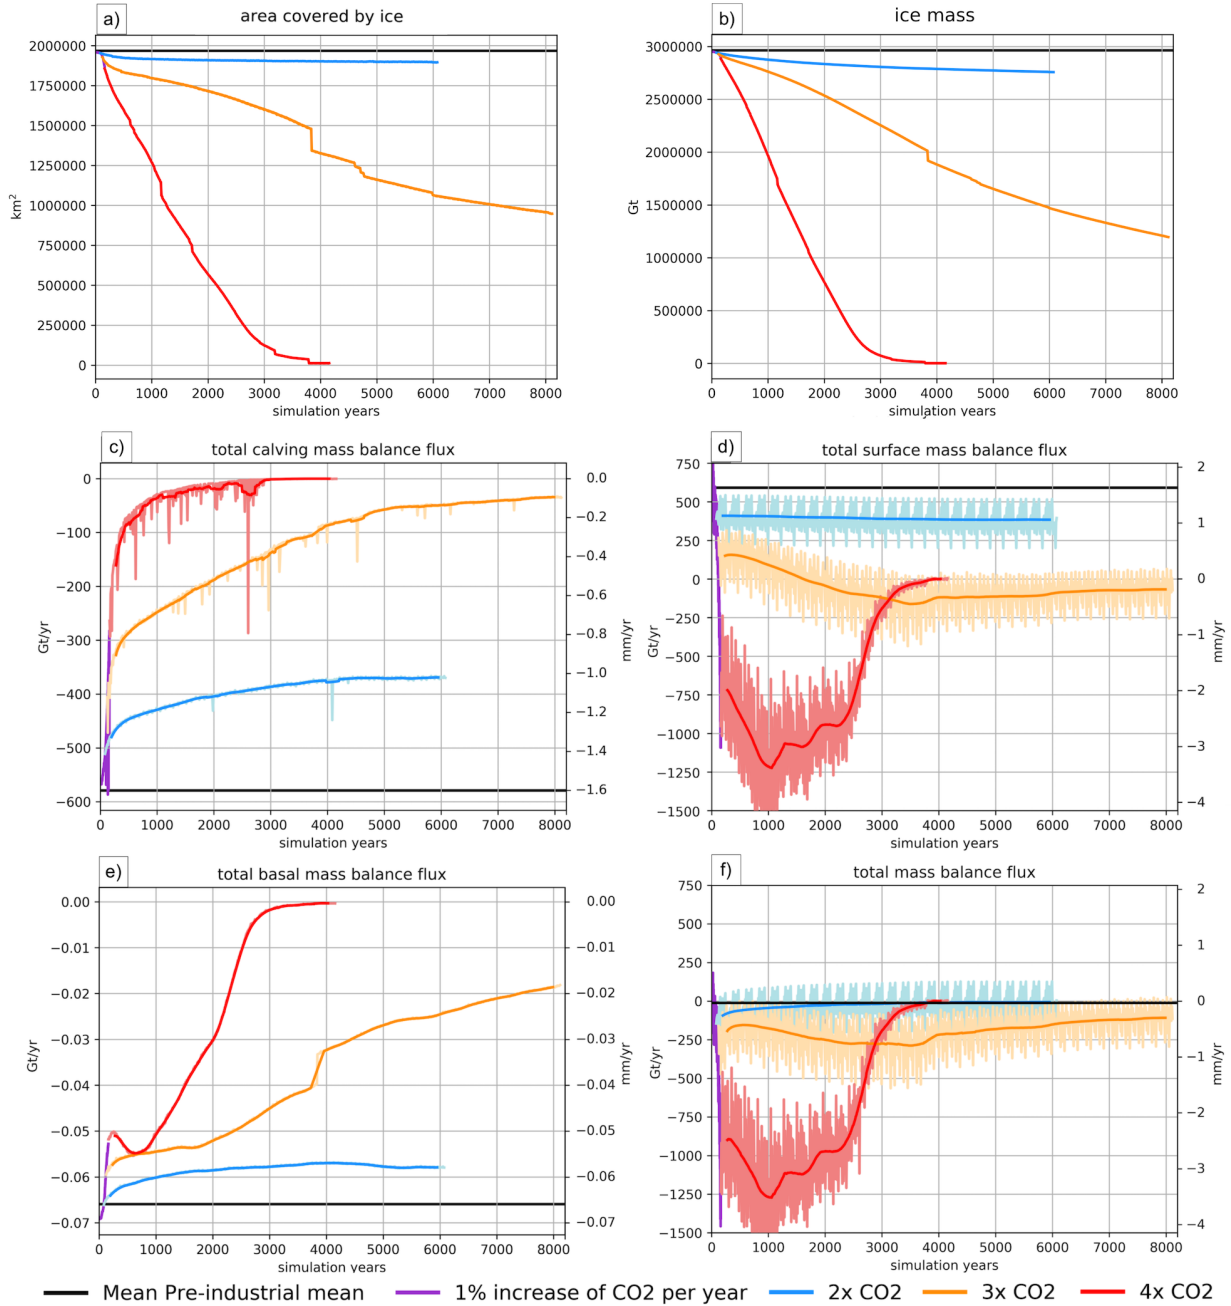 a)
area covered by ice
2000000
1750000
1500000
1250000
1000000
750000
500000
250000
0
km²
0 1000 2000 3000 4000 5000 6000 7000 8000
simulation years
b)
ice mass
3000000
2500000
2000000
1500000
1000000
500000
0
Gt
0 1000 2000 3000 4000 5000 6000 7000 8000
simulation years
c)
total calving mass balance flux
0
−100
−200
−300
−400
−500
−600
Gt/yr
0.0
−0.2
−0.4
−0.6
−0.8
−1.0
−1.2
−1.4
−1.6
mm/yr
0 1000 2000 3000 4000 5000 6000 7000 8000
simulation years
d)
total surface mass balance flux
750
500
250
0
−250
−500
−750
−1000
−1250
−1500
Gt/yr
2
1
0
−1
−2
−3
−4
mm/yr
0 1000 2000 3000 4000 5000 6000 7000 8000
simulation years
e)
total basal mass balance flux
0.00
−0.01
−0.02
−0.03
−0.04
−0.05
−0.06
−0.07
Gt/yr
0.00
−0.01
−0.02
−0.03
−0.04
−0.05
−0.06
−0.07
mm/yr
0 1000 2000 3000 4000 5000 6000 7000 8000
simulation years
f)
total mass balance flux
750
500
250
0
−250
−500
−750
−1000
−1250
−1500
Gt/yr
2
1
0
−1
−2
−3
−4
mm/yr
0 1000 2000 3000 4000 5000 6000 7000 8000
simulation years
Mean Pre-industrial mean 1% increase of CO2 per year 2x CO2 3x CO2 4x CO2